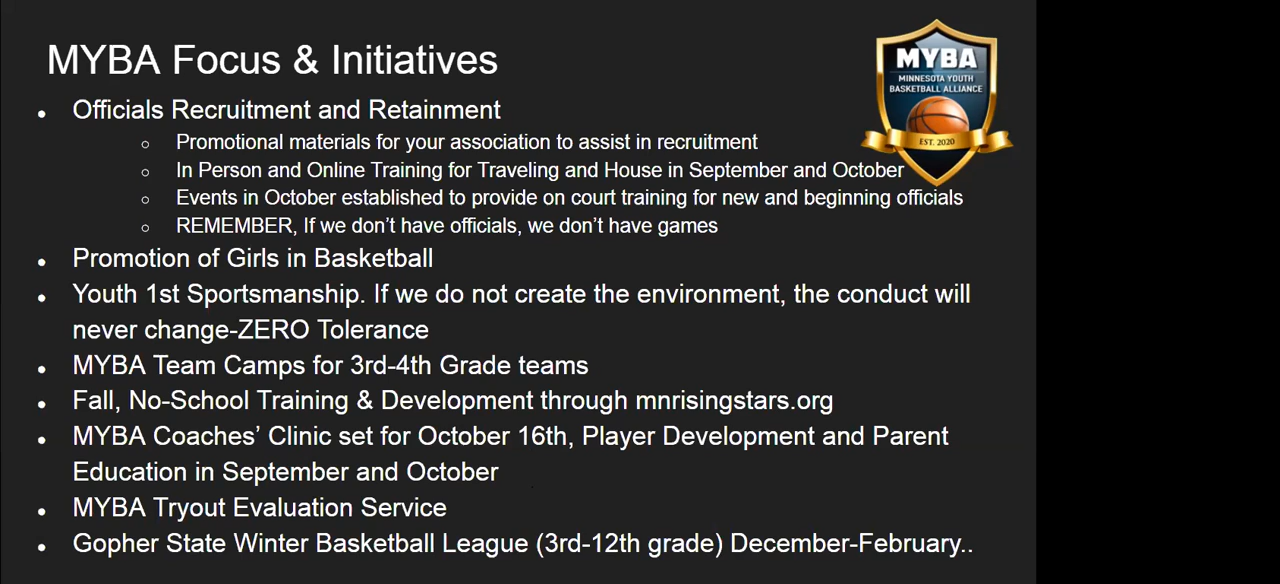 MYBA Focus & Initiatives
MYBA
MINNESOTA YOUTH
BASKETBALL ALLIANCE
EST. 2020
• Officials Recruitment and Retainment
○ Promotional materials for your association to assist in recruitment
○ In Person and Online Training for Traveling and House in September and October
○ Events in October established to provide on court training for new and beginning officials
○ REMEMBER, If we don’t have officials, we don’t have games
• Promotion of Girls in Basketball
• Youth 1st Sportsmanship. If we do not create the environment, the conduct will
never change-ZERO Tolerance
• MYBA Team Camps for 3rd-4th Grade teams
• Fall, No-School Training & Development through mnrisingstars.org
• MYBA Coaches’ Clinic set for October 16th, Player Development and Parent
Education in September and October
• MYBA Tryout Evaluation Service
• Gopher State Winter Basketball League (3rd-12th grade) December-February..